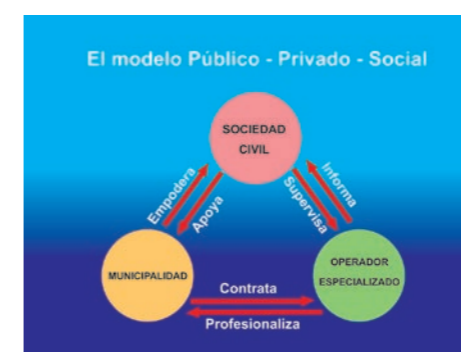 El modelo Público - Privado - Social
SOCIEDAD
CIVIL
Empodera
Apoya
Supervisa
Informa
MUNICIPALIDAD
OPERADOR
ESPECIALIZADO
Contrata
Profesionaliza